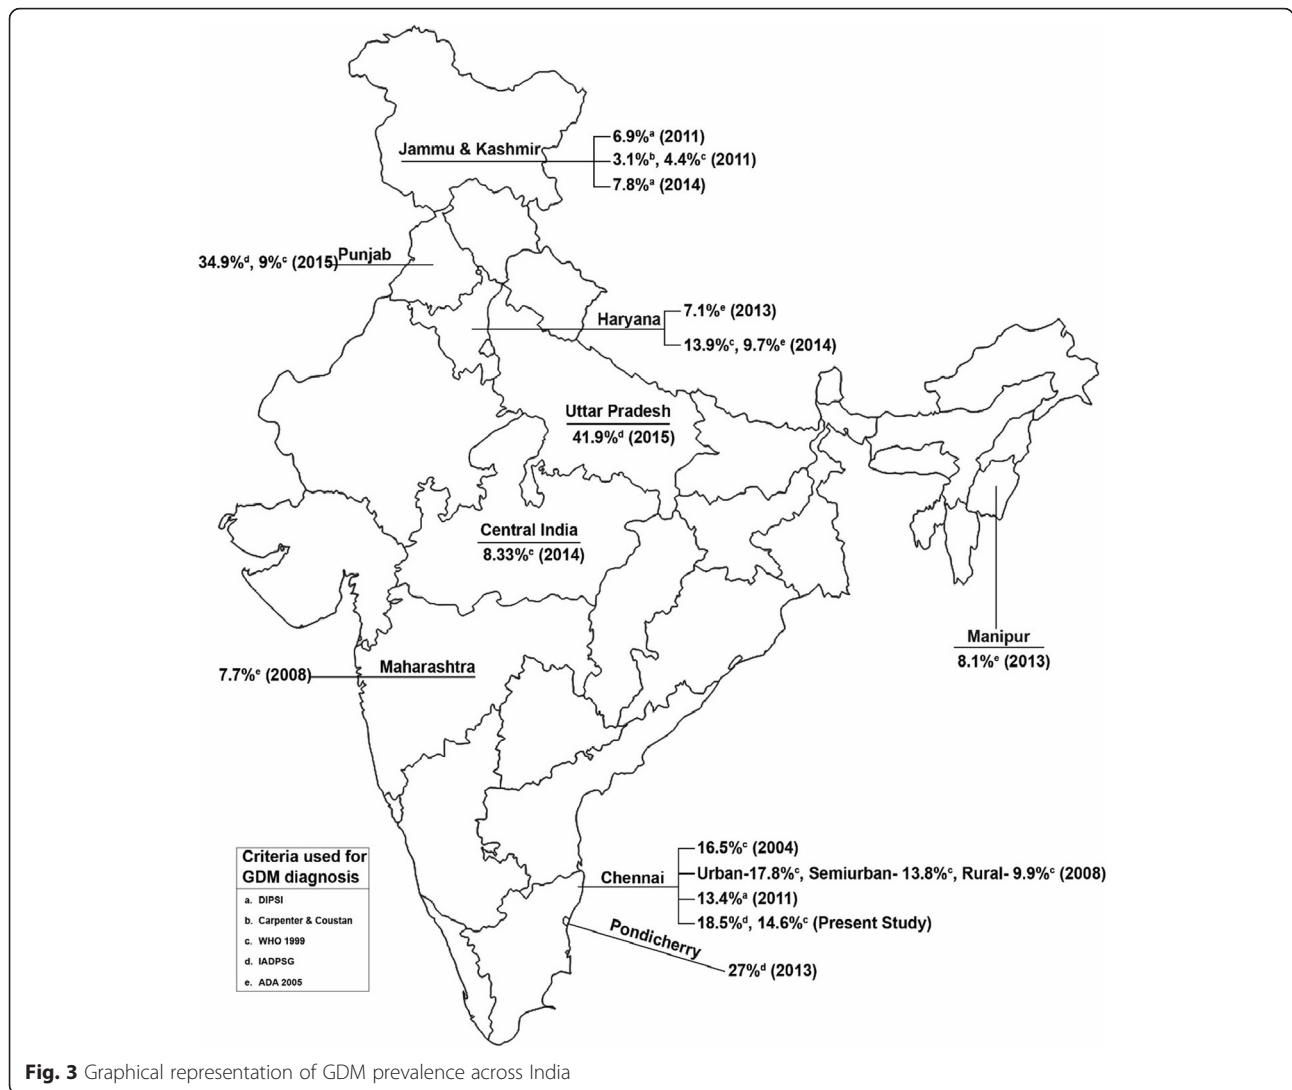 Jammu & Kashmir
6.9%ᵃ (2011)
3.1%ᵇ, 4.4%ᶜ (2011)
7.8%ᵃ (2014)
34.9%ᵈ, 9%ᶜ (2015)
Punjab
Haryana
7.1%ᵉ (2013)
13.9%ᶜ, 9.7%ᵉ (2014)
Uttar Pradesh
41.9%ᵈ (2015)
Central India
8.33%ᶜ (2014)
Manipur
8.1%ᵉ (2013)
7.7%ᵉ (2008)
Maharashtra
Chennai
16.5%ᶜ (2004)
Urban-17.8%ᶜ, Semiurban- 13.8%ᶜ, Rural- 9.9%ᶜ (2008)
13.4%ᵃ (2011)
18.5%ᵈ, 14.6%ᶜ (Present Study)
Pondicherry
27%ᵈ (2013)
Criteria used for
GDM diagnosis
a. DIPSI
b. Carpenter & Coustan
c. WHO 1999
d. IADPSG
e. ADA 2005
Fig. 3 Graphical representation of GDM prevalence across India